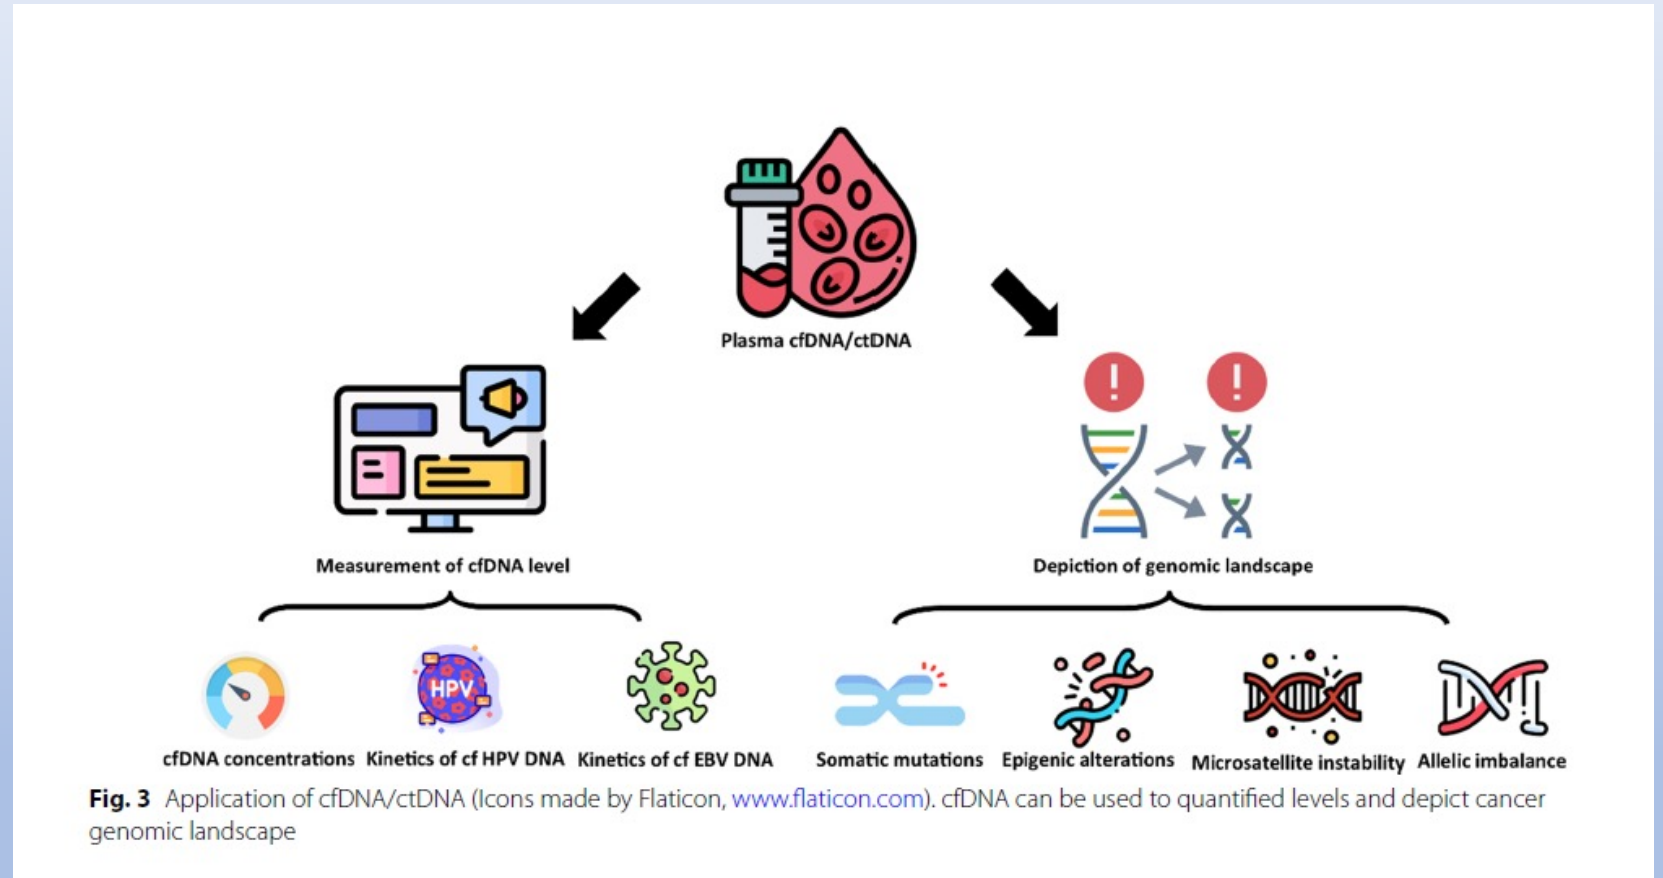 Plasma cfDNA/ctDNA
!
!
Measurement of cfDNA level
Depiction of genomic landscape
HPV
cfDNA concentrations
Kinetics of cf HPV DNA
Kinetics of cf EBV DNA
Somatic mutations
Epigenic alterations
Microsatellite instability
Allelic imbalance
Fig. 3 Application of cfDNA/ctDNA (Icons made by Flaticon, www.flaticon.com). cfDNA can be used to quantified levels and depict cancer
genomic landscape